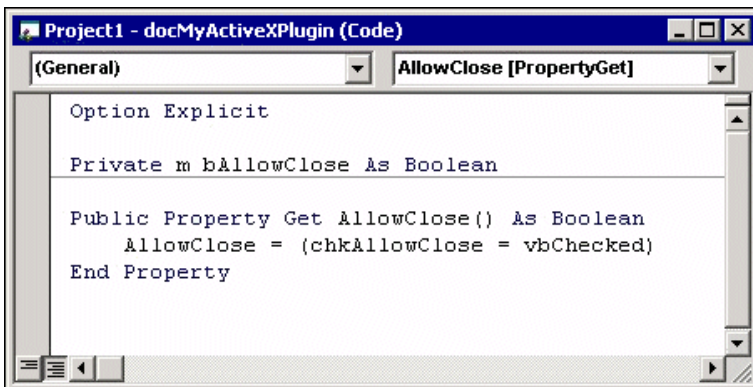 Project1 - docMyActiveXPlugin (Code)
(General) AllowClose [PropertyGet]
Option Explicit
Private m bAllowClose As Boolean
Public Property Get AllowClose() As Boolean
AllowClose = (chkAllowClose = vbChecked)
End Property